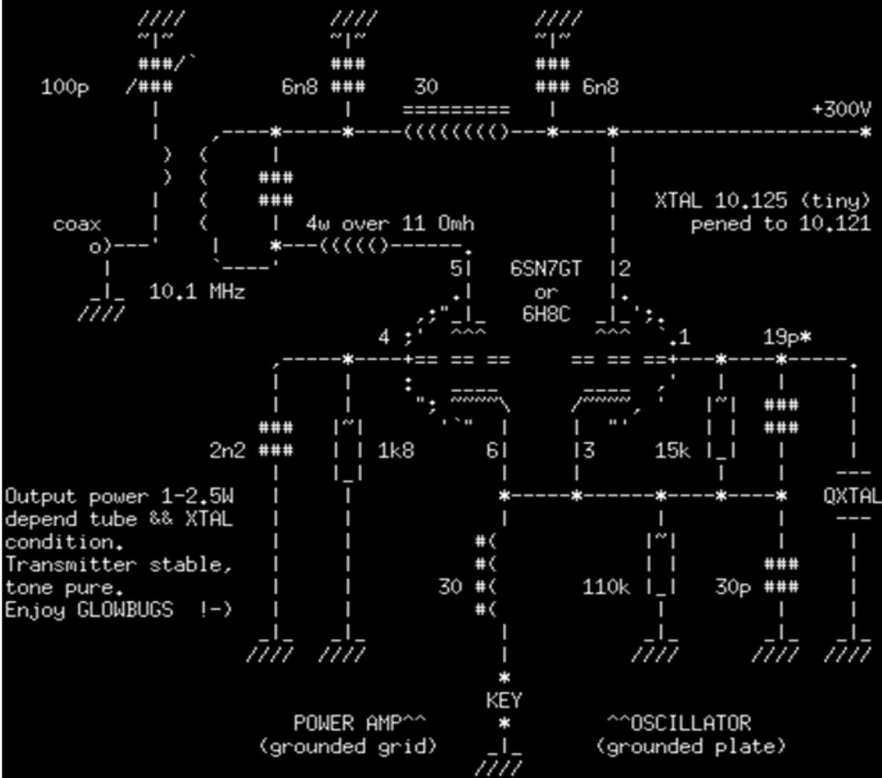 100p
6n8
30
6n8
+300V
XTAL 10.125 (tiny)
pened to 10.121
coax
4w over 11 0mh
5
6SN7GT
2
10.1 MHz
or
6H8C
4
1
19p*
2n2
1k8
6
3
15k
Output power 1-2.5W
depend tube && XTAL
condition.
Transmitter stable,
tone pure.
Enjoy GLOWBUGS !-)
QXTAL
30
110k
30p
KEY
POWER AMP^^
^^OSCILLATOR
(grounded grid)
(grounded plate)